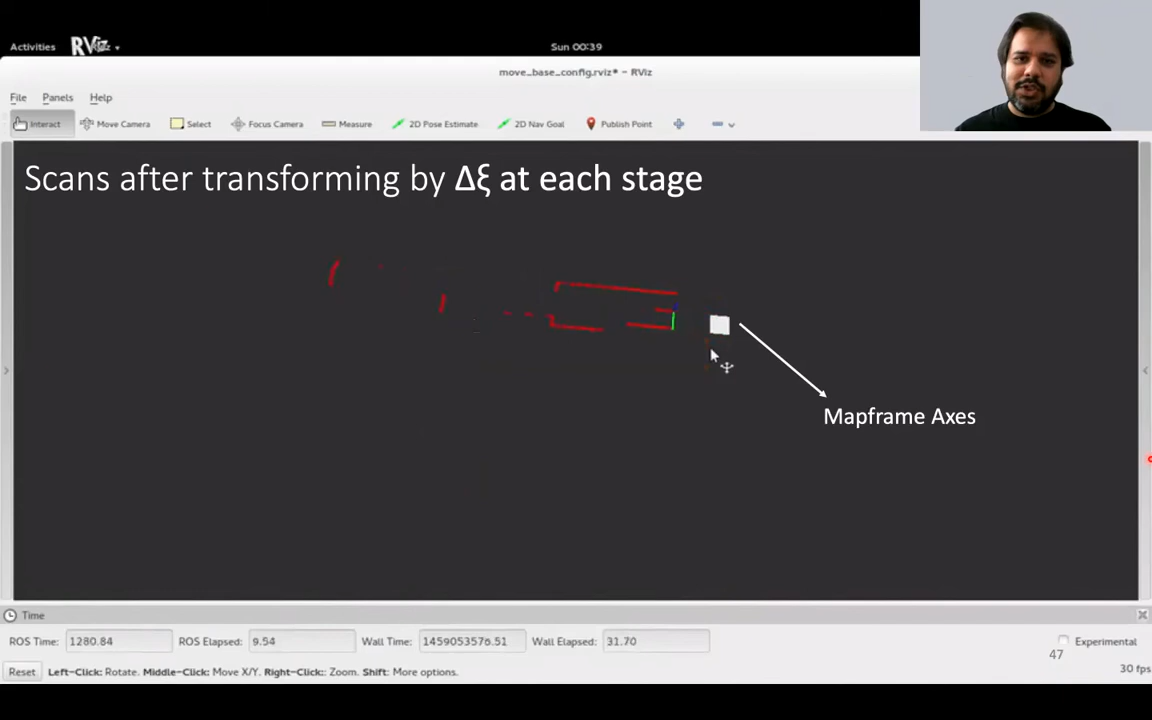 Activities RViz
Sun 00:39
move_base_config.rviz* - RViz
File Panels Help
Interact Move Camera Select Focus Camera Measure 2D Pose Estimate 2D Nav Goal Publish Point
Scans after transforming by Δξ at each stage
Mapframe Axes
Time
ROS Time: 1280.84 ROS Elapsed: 9.54 Wall Time: 1459053576.51 Wall Elapsed: 31.70 Experimental
47
Reset Left-Click: Rotate. Middle-Click: Move X/Y. Right-Click:: Zoom. Shift: More options. 30 fps